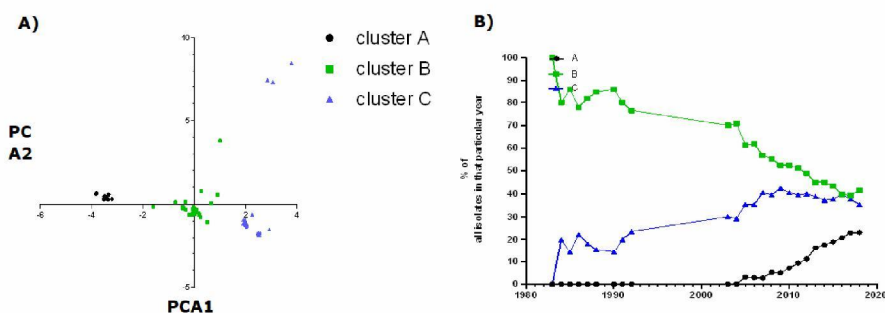 A)
cluster A
cluster B
cluster C
PC
A2
PCA1
10
5
-5
-6
-4
-2
0
2
4
B)
A
B
C
% of
all isolates in that particular year
100
90
80
70
60
50
40
30
20
10
0
1980
1990
2000
2010
2020